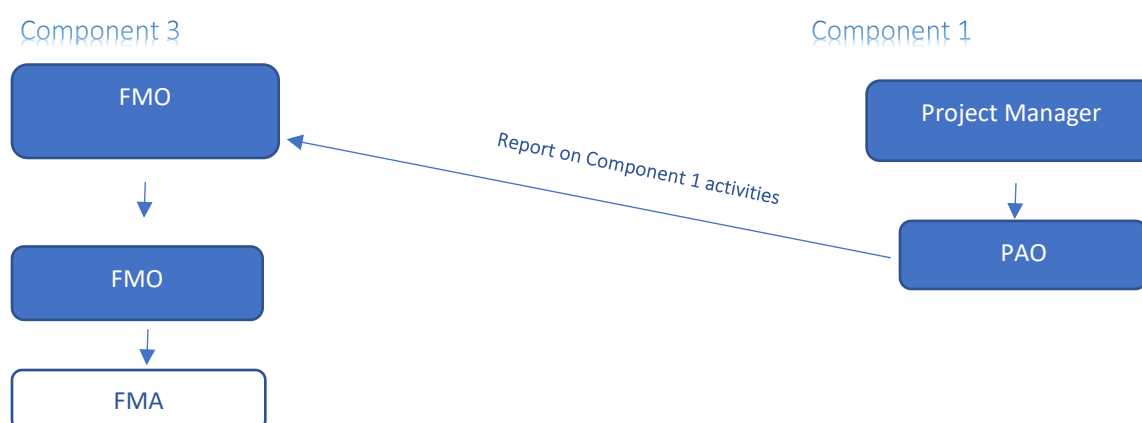 Component 3
Component 1
FMO
Project Manager
Report on Component 1 activities
PAO
FMO
FMA